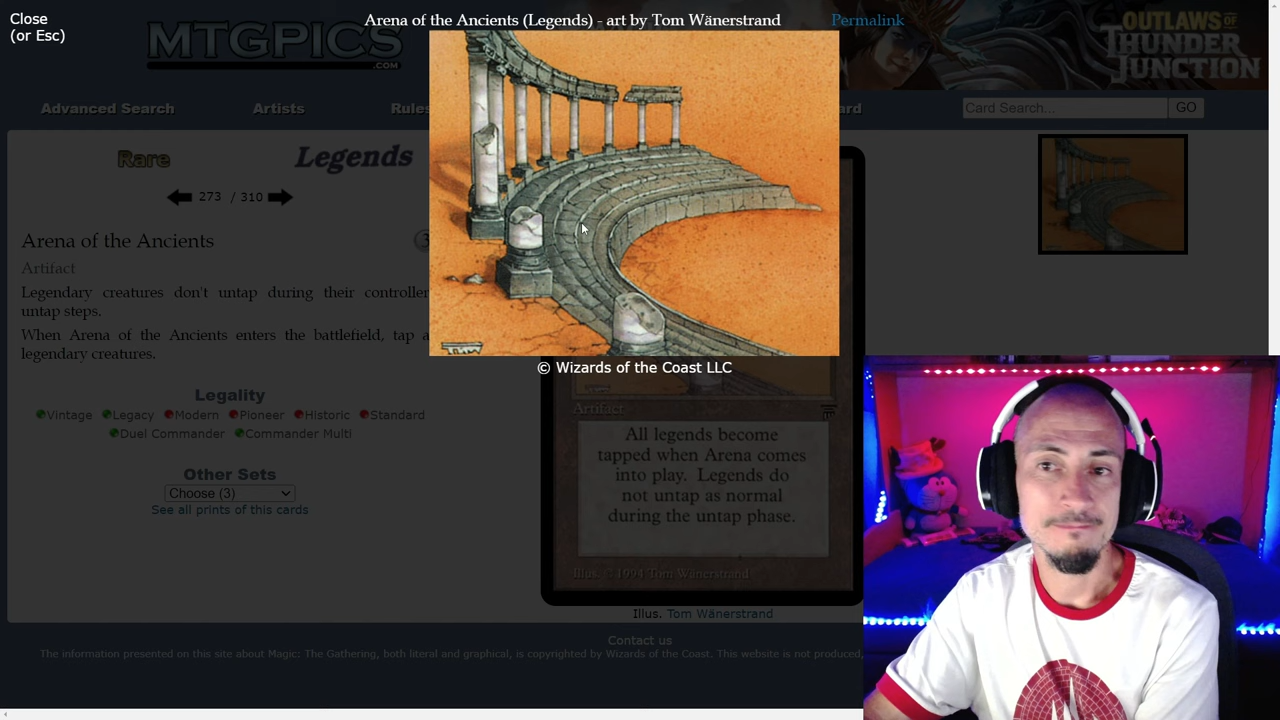 Close
(or Esc)
Arena of the Ancients (Legends) - art by Tom Wänerstrand
Permalink
MTGPICS
.COM
OUTLAWS OF
THUNDER
JUNCTION
Advanced Search
Artists
Rules
ard
Card Search...
GO
Rare
Legends
273 / 310
Arena of the Ancients
3
Artifact
Legendary creatures don't untap during their controller
untap steps.
When Arena of the Ancients enters the battlefield, tap a
legendary creatures.
Legality
Vintage Legacy Modern Pioneer Historic Standard
Duel Commander Commander Multi
Other Sets
Choose (3)
See all prints of this cards
© Wizards of the Coast LLC
Artifact
All legends become
tapped when Arena comes
into play. Legends do
not untap as normal
during the untap phase.
Illus. © 1994 Tom Wänerstrand
Illus. Tom Wänerstrand
Contact us
The information presented on this site about Magic: The Gathering, both literal and graphical, is copyrighted by Wizards of the Coast. This website is not produced,